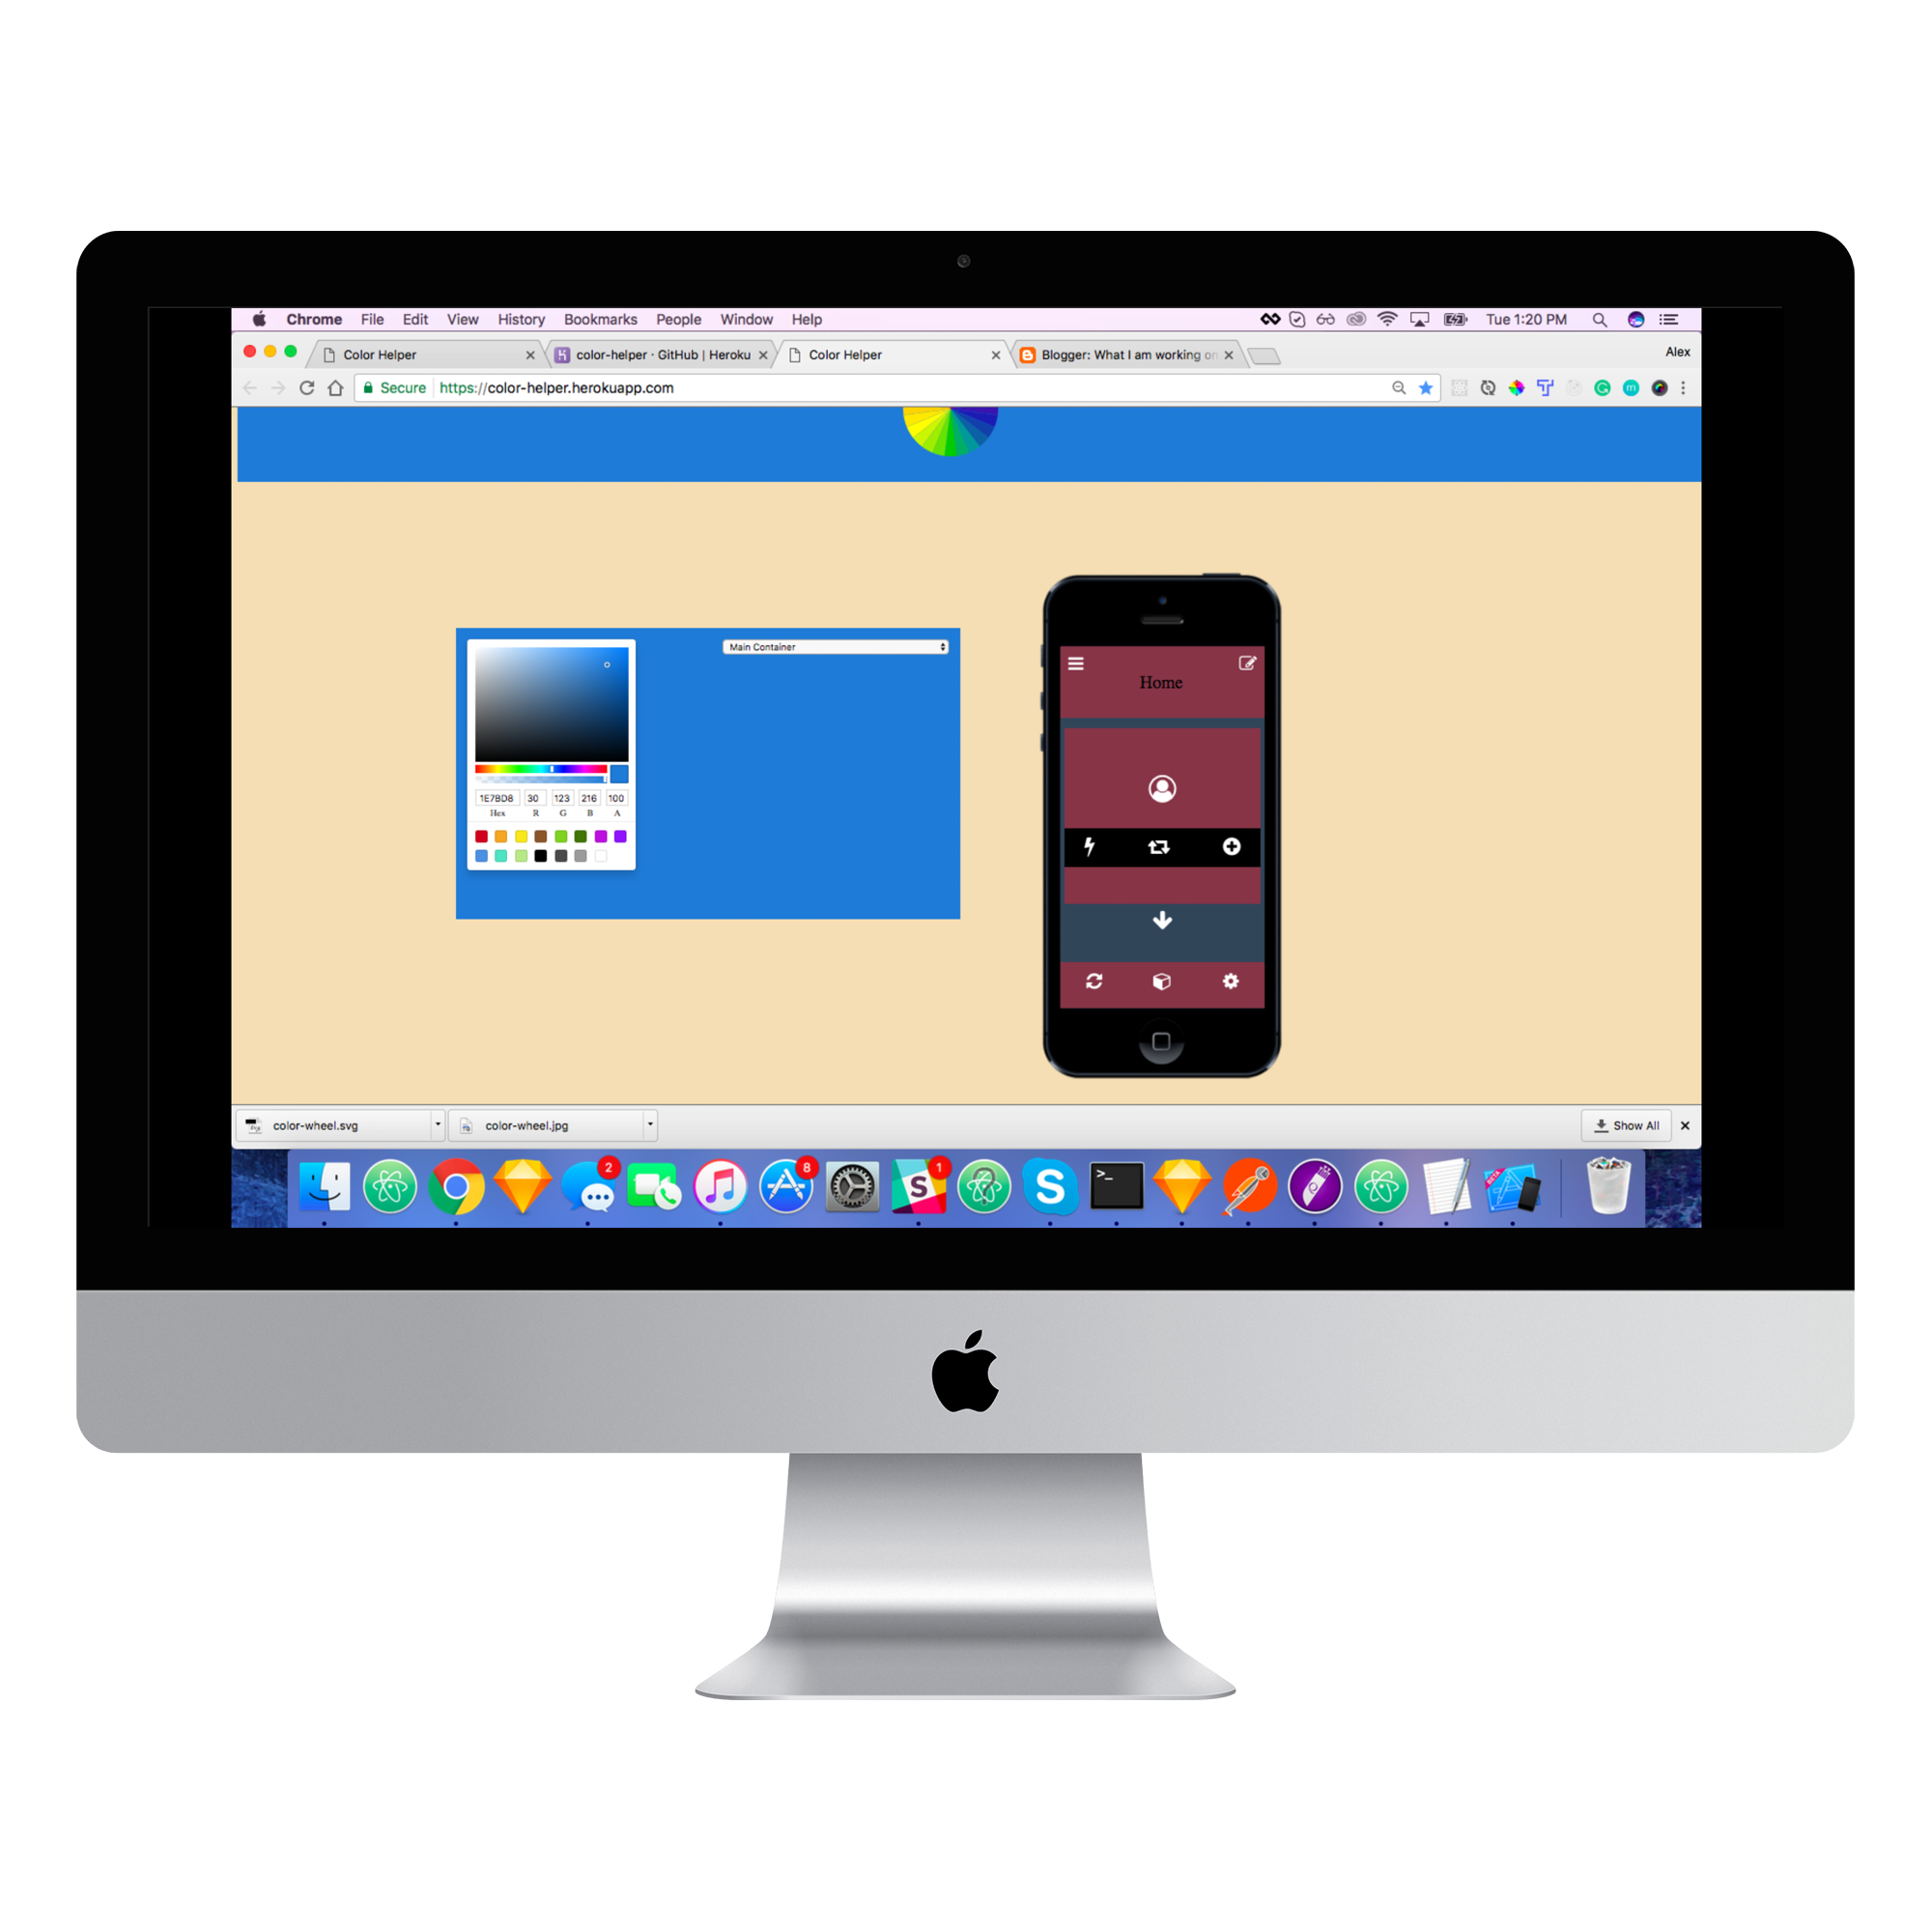 Chrome File Edit View History Bookmarks People Window Help Tue 1:20 PM
Color Helper color-helper · GitHub | Heroku Color Helper Blogger: What I am working on Alex
Secure https://color-helper.herokuapp.com
Main Container
1E7BD8 30 123 216 100
Hex R G B A
Home
color-wheel.svg color-wheel.jpg Show All
2 8 1
S S >_